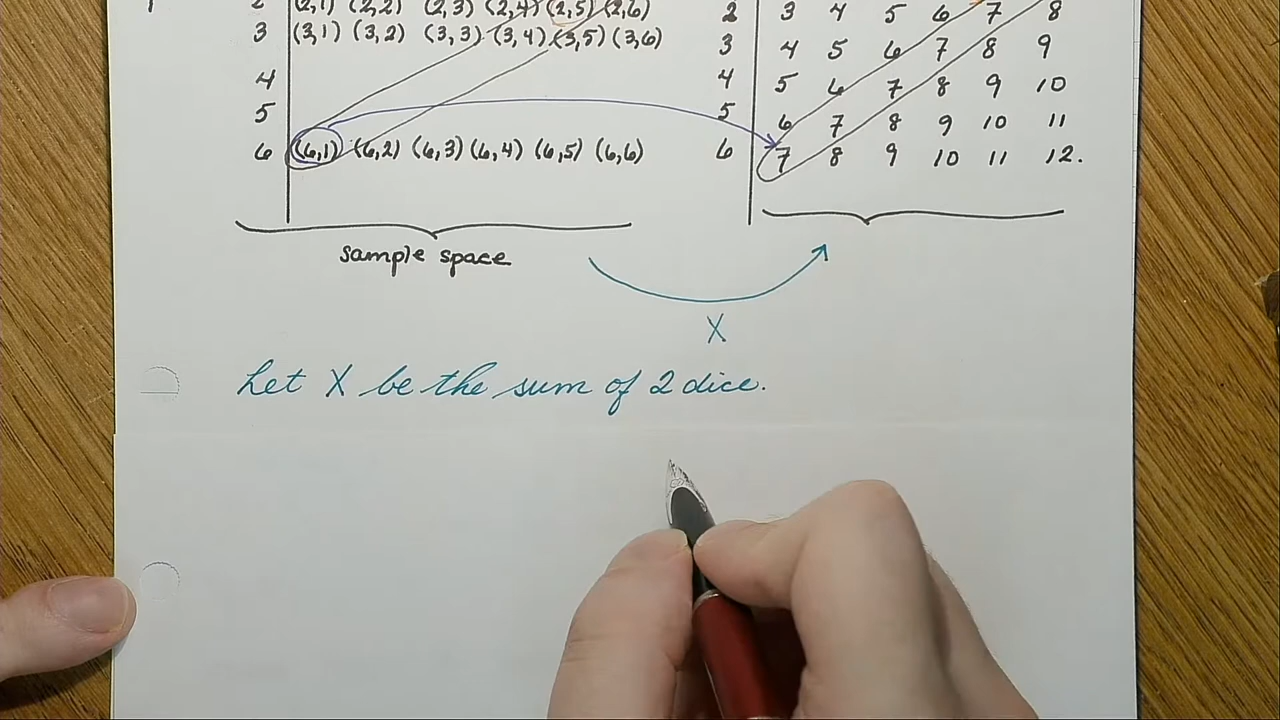 2 (2,1) (2,2) (2,3) (2,4) (2,5) (2,6) 2 3 4 5 6 7 8
3 (3,1) (3,2) (3,3) (3,4) (3,5) (3,6) 3 4 5 6 7 8 9
4 4 5 6 7 8 9 10
5 5 6 7 8 9 10 11
6 (6,1) (6,2) (6,3) (6,4) (6,5) (6,6) 6 7 8 9 10 11 12.
sample space
X
Let X be the sum of 2 dice.